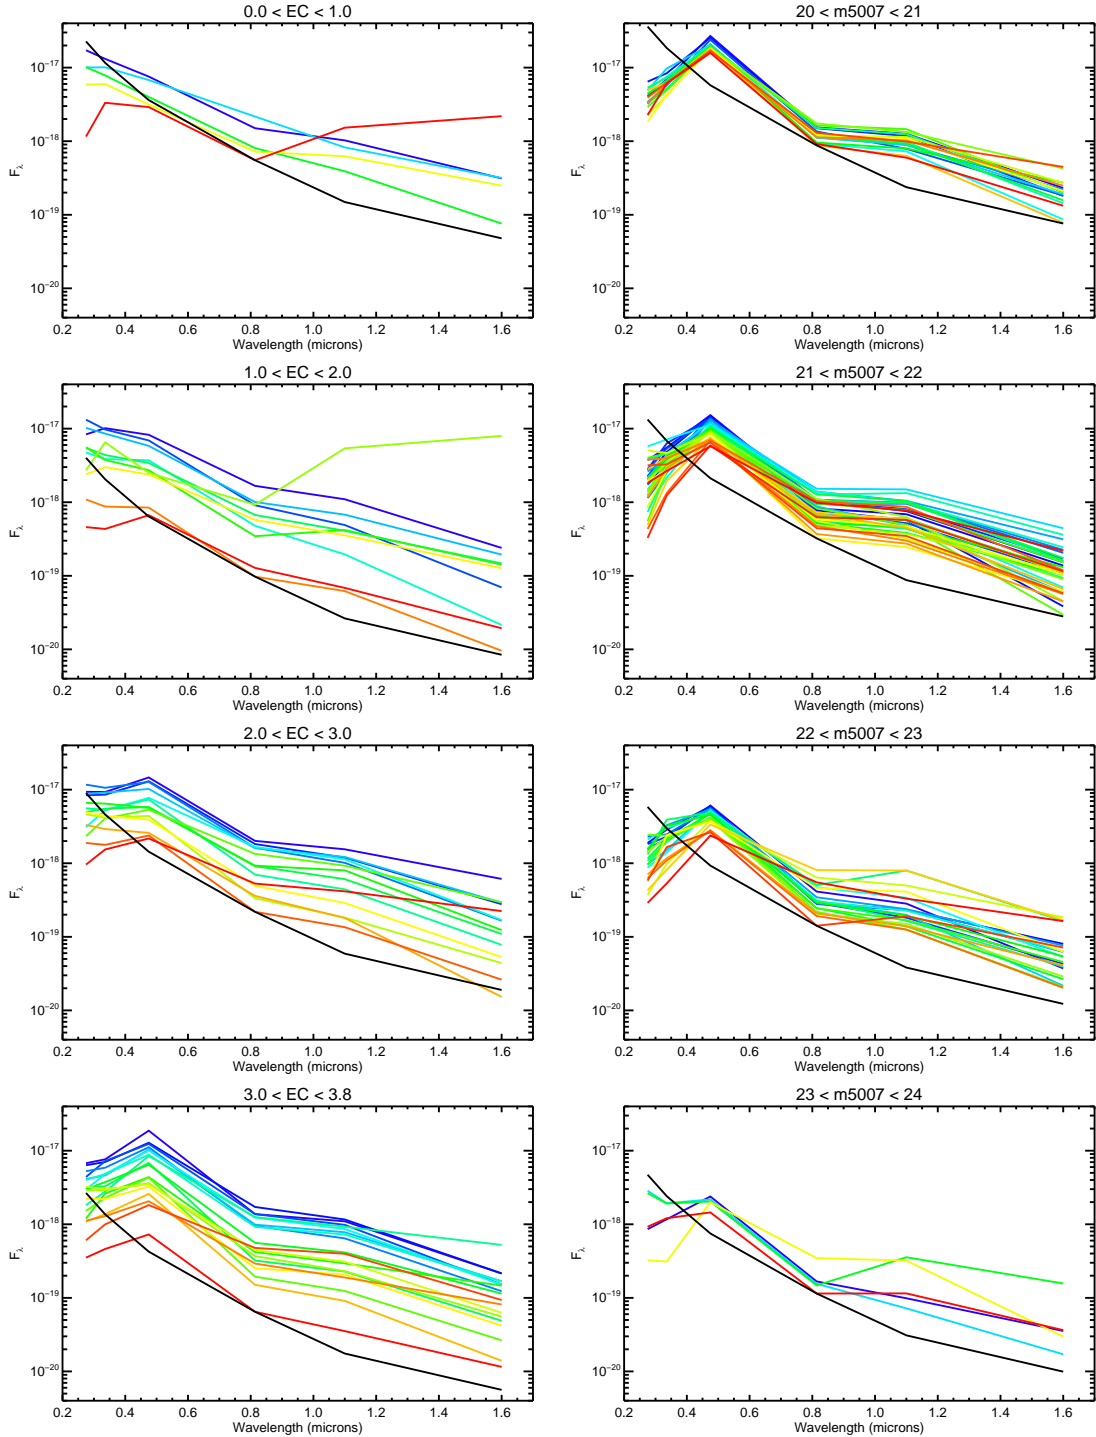 0.0 < EC < 1.0
10⁻¹⁷
10⁻¹⁸
10⁻¹⁹
10⁻²⁰
Fλ
0.2 0.4 0.6 0.8 1.0 1.2 1.4 1.6
Wavelength (microns)
20 < m5007 < 21
10⁻¹⁷
10⁻¹⁸
10⁻¹⁹
10⁻²⁰
Fλ
0.2 0.4 0.6 0.8 1.0 1.2 1.4 1.6
Wavelength (microns)
1.0 < EC < 2.0
10⁻¹⁷
10⁻¹⁸
10⁻¹⁹
10⁻²⁰
Fλ
0.2 0.4 0.6 0.8 1.0 1.2 1.4 1.6
Wavelength (microns)
21 < m5007 < 22
10⁻¹⁷
10⁻¹⁸
10⁻¹⁹
10⁻²⁰
Fλ
0.2 0.4 0.6 0.8 1.0 1.2 1.4 1.6
Wavelength (microns)
2.0 < EC < 3.0
10⁻¹⁷
10⁻¹⁸
10⁻¹⁹
10⁻²⁰
Fλ
0.2 0.4 0.6 0.8 1.0 1.2 1.4 1.6
Wavelength (microns)
22 < m5007 < 23
10⁻¹⁷
10⁻¹⁸
10⁻¹⁹
10⁻²⁰
Fλ
0.2 0.4 0.6 0.8 1.0 1.2 1.4 1.6
Wavelength (microns)
3.0 < EC < 3.8
10⁻¹⁷
10⁻¹⁸
10⁻¹⁹
10⁻²⁰
Fλ
0.2 0.4 0.6 0.8 1.0 1.2 1.4 1.6
Wavelength (microns)
23 < m5007 < 24
10⁻¹⁷
10⁻¹⁸
10⁻¹⁹
10⁻²⁰
Fλ
0.2 0.4 0.6 0.8 1.0 1.2 1.4 1.6
Wavelength (microns)